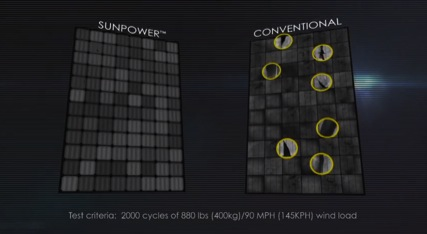 SUNPOWER™
CONVENTIONAL
Test criteria: 2000 cycles of 880 lbs (400kg)/90 MPH (145KPH) wind load